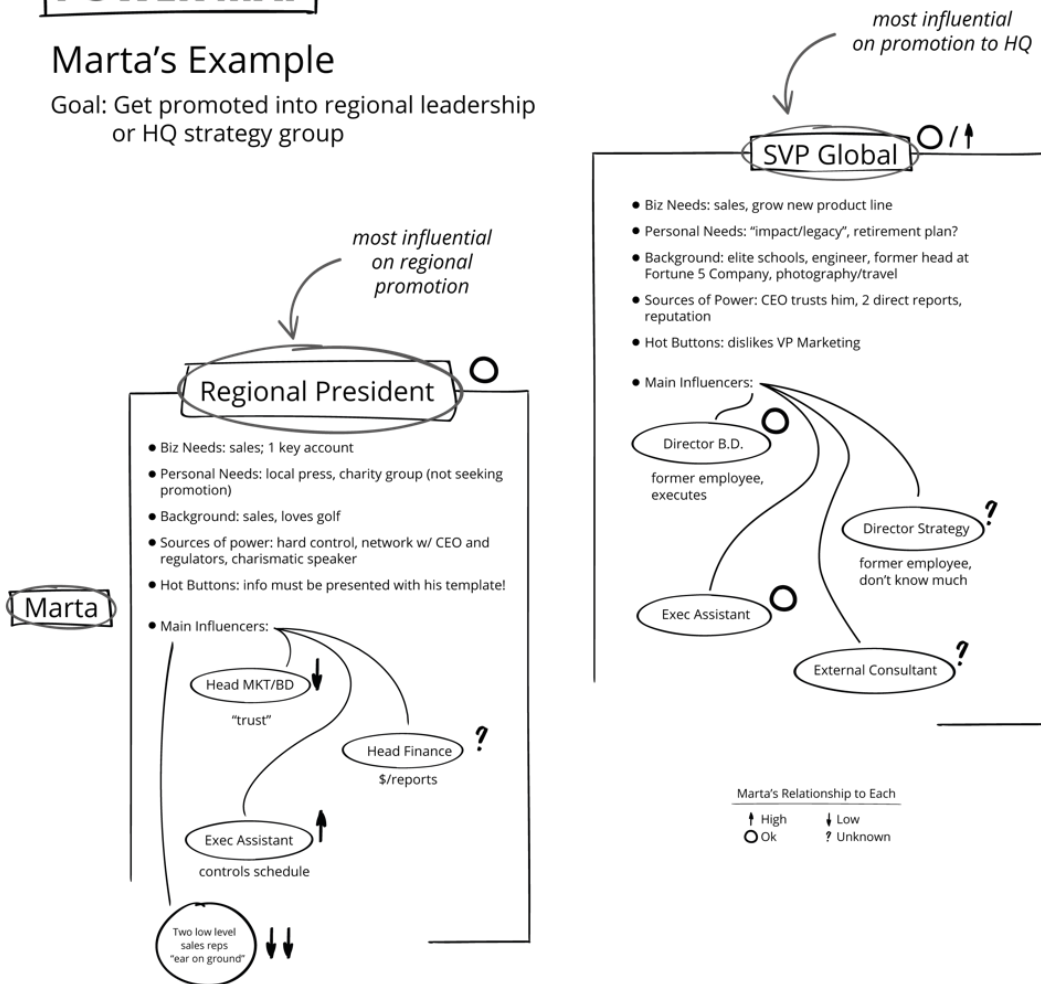 Marta’s Example
Goal: Get promoted into regional leadership
or HQ strategy group
most influential
on regional
promotion
Regional President
● Biz Needs: sales; 1 key account
● Personal Needs: local press, charity group (not seeking
promotion)
● Background: sales, loves golf
● Sources of power: hard control, network w/ CEO and
regulators, charismatic speaker
● Hot Buttons: info must be presented with his template!
● Main Influencers:
Marta
Head MKT/BD
“trust”
Head Finance
?
$/reports
Exec Assistant
controls schedule
Two low level
sales reps
“ear on ground”
most influential
on promotion to HQ
SVP Global
O/↑
● Biz Needs: sales, grow new product line
● Personal Needs: “impact/legacy”, retirement plan?
● Background: elite schools, engineer, former head at
Fortune 5 Company, photography/travel
● Sources of Power: CEO trusts him, 2 direct reports,
reputation
● Hot Buttons: dislikes VP Marketing
● Main Influencers:
Director B.D.
former employee,
executes
Director Strategy
?
former employee,
don’t know much
Exec Assistant
External Consultant
?
Marta’s Relationship to Each
↑ High
↓ Low
O Ok
? Unknown